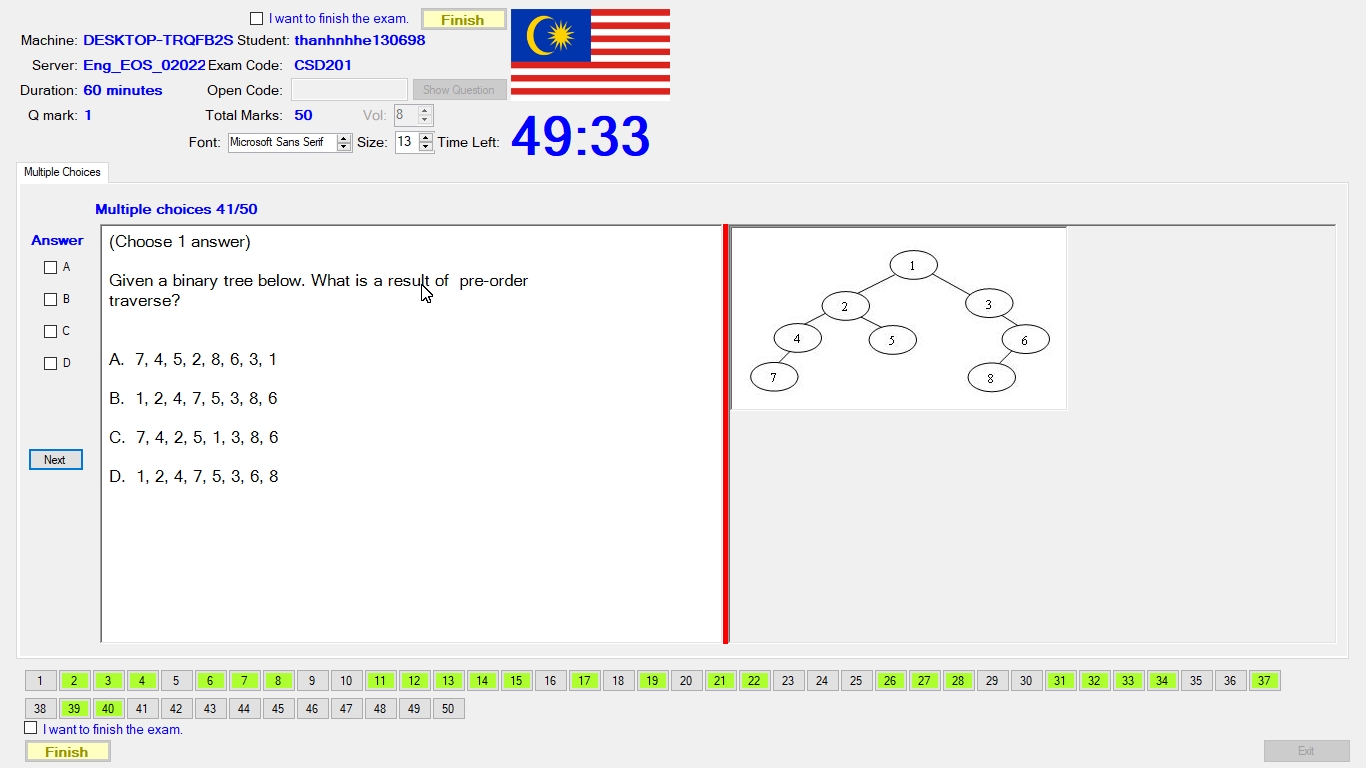 I want to finish the exam. Finish
Machine: DESKTOP-TRQFB2S Student: thanhnhhe130698
Server: Eng_EOS_02022 Exam Code: CSD201
Duration: 60 minutes Open Code: Show Question
Q mark: 1 Total Marks: 50 Vol: 8
Font: Microsoft Sans Serif Size: 13 Time Left: 49:33
Multiple Choices
Multiple choices 41/50
Answer
A
B
C
D
Next
(Choose 1 answer)
Given a binary tree below. What is a result of pre-order
traverse?
A. 7, 4, 5, 2, 8, 6, 3, 1
B. 1, 2, 4, 7, 5, 3, 8, 6
C. 7, 4, 2, 5, 1, 3, 8, 6
D. 1, 2, 4, 7, 5, 3, 6, 8
1
2 3
4 5 6
7 8
1 2 3 4 5 6 7 8 9 10 11 12 13 14 15 16 17 18 19 20 21 22 23 24 25 26 27 28 29 30 31 32 33 34 35 36 37
38 39 40 41 42 43 44 45 46 47 48 49 50
I want to finish the exam.
Finish Exit